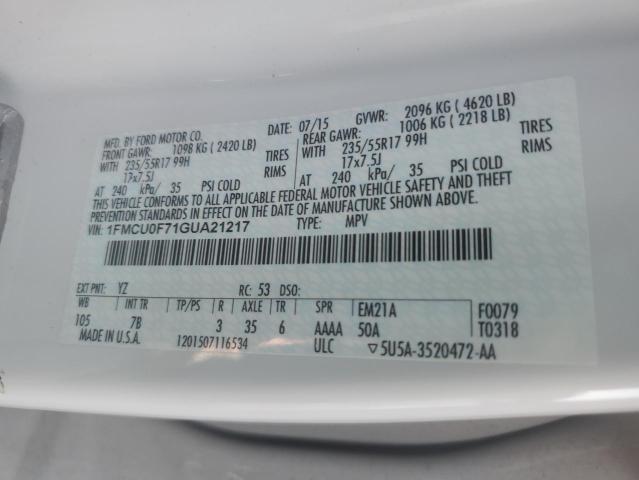 MFD. BY FORD MOTOR CO.
DATE: 07/15 GVWR: 2096 KG ( 4620 LB)
FRONT GAWR: 1098 KG ( 2420 LB) REAR GAWR: 1006 KG ( 2218 LB)
WITH 235/55R17 99H TIRES WITH 235/55R17 99H TIRES
17x7.5J RIMS 17x7.5J RIMS
AT 240 kPa/ 35 PSI COLD AT 240 kPa/ 35 PSI COLD
THIS VEHICLE CONFORMS TO ALL APPLICABLE FEDERAL MOTOR VEHICLE SAFETY AND THEFT
PREVENTION STANDARDS IN EFFECT ON THE DATE OF MANUFACTURE SHOWN ABOVE.
VIN: 1FMCU0F71GUA21217 TYPE: MPV
EXT PNT: YZ RC: 53 DSO:
WB INT TR TP/PS R AXLE TR SPR EM21A F0079
105 7B 3 35 6 AAAA 50A T0318
MADE IN U.S.A. 1201507116534 ULC ▽5U5A-3520472-AA